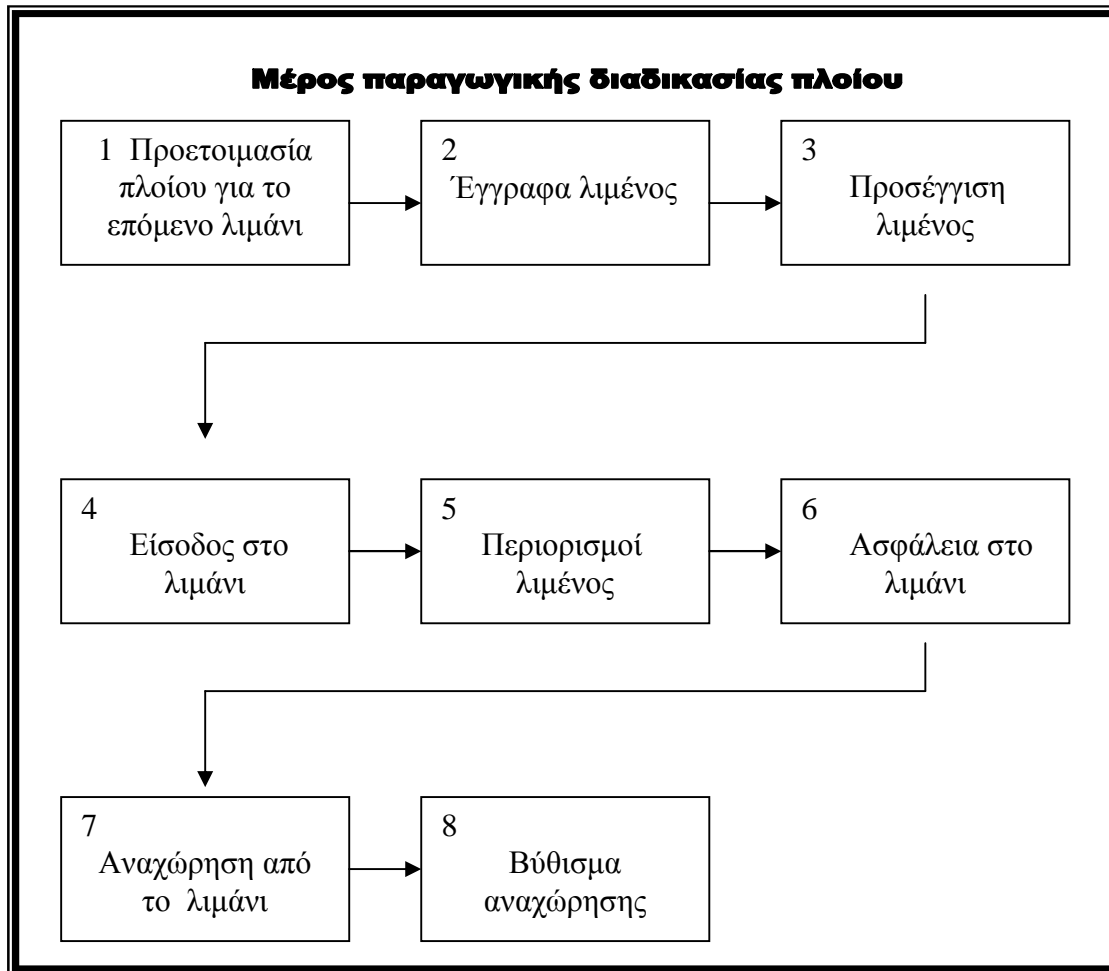 Μέρος παραγωγικής διαδικασίας πλοίου
1 Προετοιμασία
πλοίου για το
επόμενο λιμάνι
2
Έγγραφα λιμένος
3
Προσέγγιση
λιμένος
4
Είσοδος στο
λιμάνι
5
Περιορισμοί
λιμένος
6
Ασφάλεια στο
λιμάνι
7
Αναχώρηση από
το λιμάνι
8
Βύθισμα
αναχώρησης